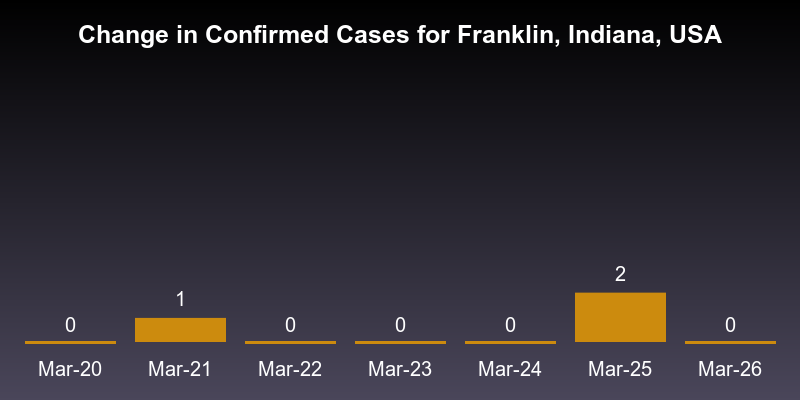 Change in Confirmed Cases for Franklin, Indiana, USA
0 1 0 0 0 2 0
Mar-20 Mar-21 Mar-22 Mar-23 Mar-24 Mar-25 Mar-26